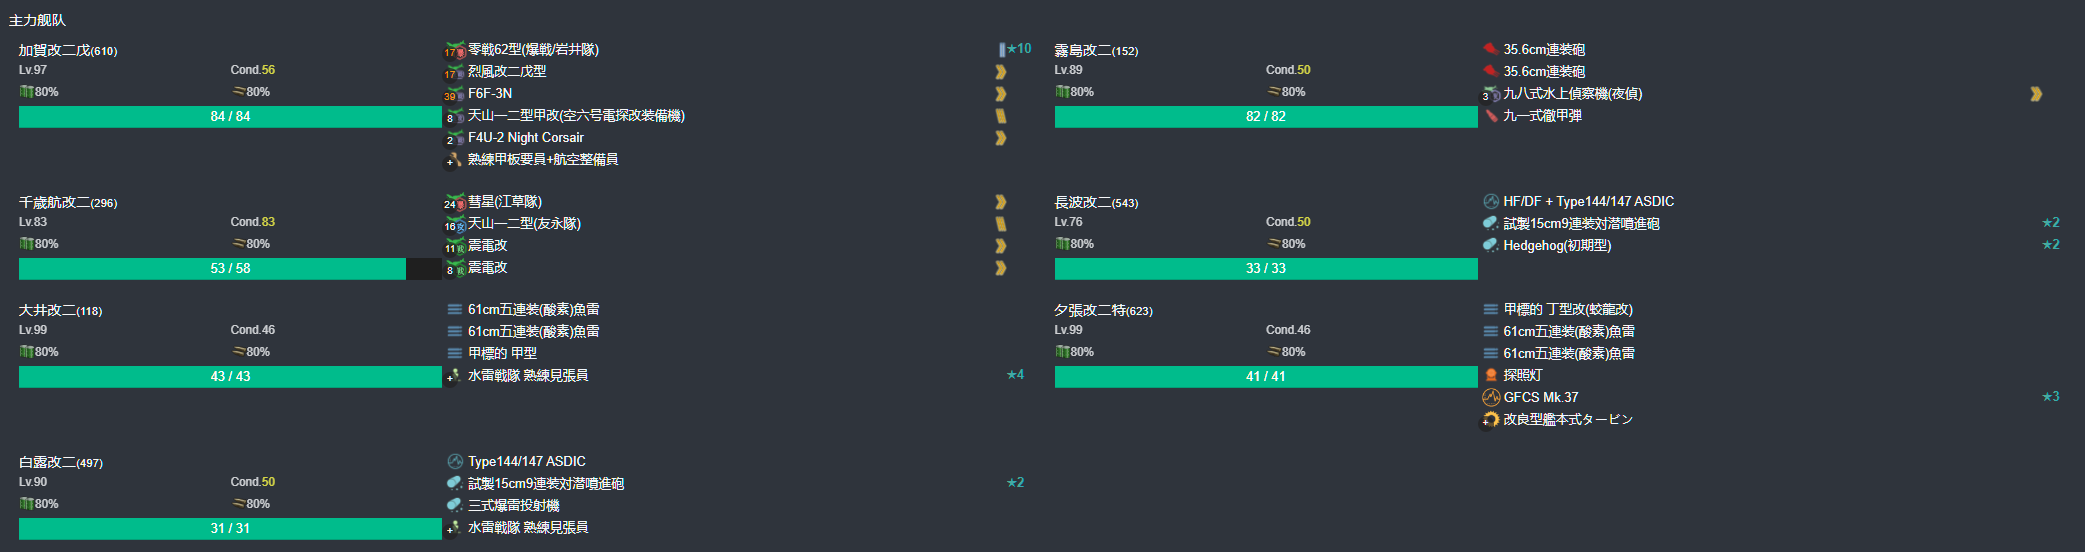 主力舰队
加賀改二戊(610)
Lv.97 Cond.56
80% 80%
84 / 84
17 零戦62型(爆戦/岩井隊) ★10
17 烈風改二戊型
39 F6F-3N
8 天山一二型甲改(空六号電探改装備機)
2 F4U-2 Night Corsair
+ 熟練甲板要員+航空整備員
霧島改二(152)
Lv.89 Cond.50
80% 80%
82 / 82
35.6cm連装砲
35.6cm連装砲
3 九八式水上偵察機(夜偵)
九一式徹甲弾
千歳航改二(296)
Lv.83 Cond.83
80% 80%
53 / 58
24 彗星(江草隊)
16 天山一二型(友永隊)
11 震電改
8 震電改
長波改二(543)
Lv.76 Cond.50
80% 80%
33 / 33
HF/DF + Type144/147 ASDIC
試製15cm9連装対潜噴進砲 ★2
Hedgehog(初期型) ★2
大井改二(118)
Lv.99 Cond.46
80% 80%
43 / 43
61cm五連装(酸素)魚雷
61cm五連装(酸素)魚雷
甲標的 甲型
+ 水雷戦隊 熟練見張員 ★4
夕張改二特(623)
Lv.99 Cond.46
80% 80%
41 / 41
甲標的 丁型改(蛟龍改)
61cm五連装(酸素)魚雷
61cm五連装(酸素)魚雷
探照灯
GFCS Mk.37 ★3
+ 改良型艦本式タービン
白露改二(497)
Lv.90 Cond.50
80% 80%
31 / 31
Type144/147 ASDIC
試製15cm9連装対潜噴進砲 ★2
三式爆雷投射機
+ 水雷戦隊 熟練見張員